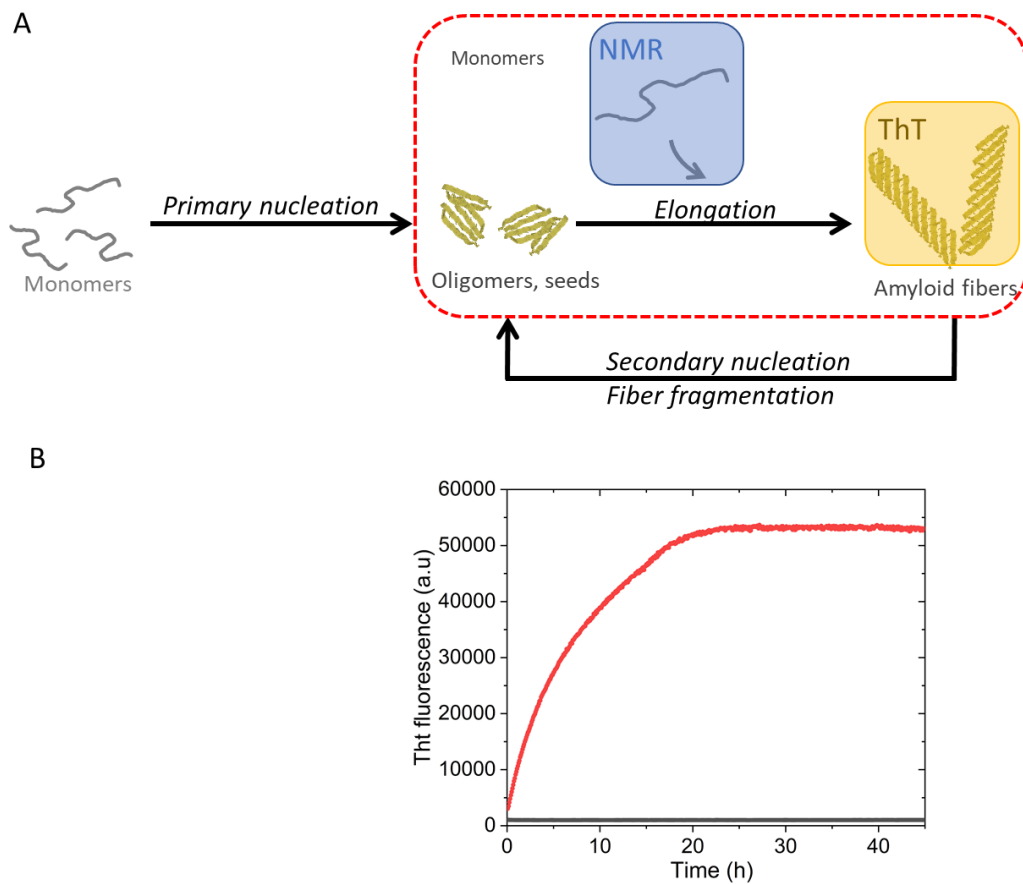 A
Monomers
NMR
ThT
Primary nucleation
Elongation
Monomers
Oligomers, seeds
Amyloid fibers
Secondary nucleation
Fiber fragmentation
B
60000
50000
40000
30000
20000
10000
0
Tht fluorescence (a.u)
0 10 20 30 40
Time (h)